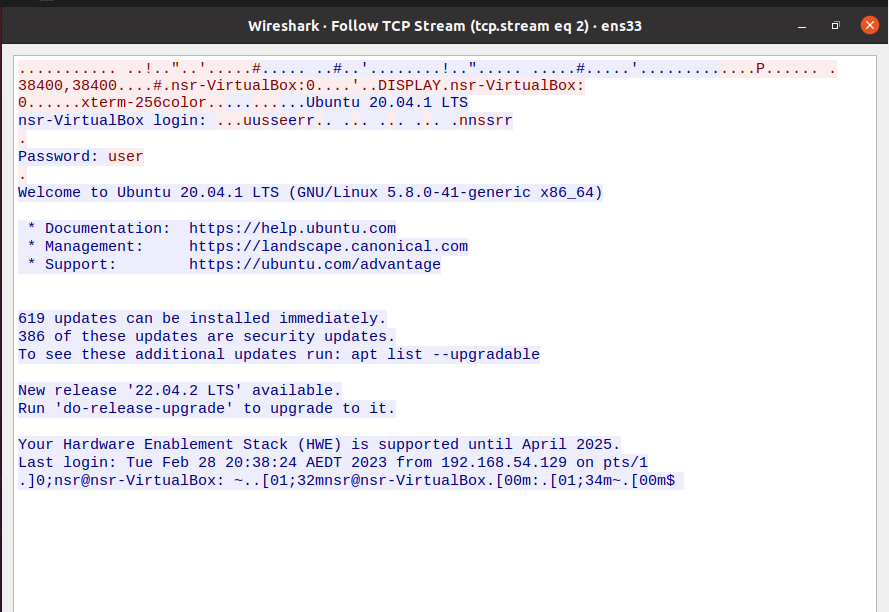 Wireshark · Follow TCP Stream (tcp.stream eq 2) · ens33
........... ..!.."..'.....#..... ..#..'........!.."..... .....#.....'.............P...... .
38400,38400....#.nsr-VirtualBox:0....'..DISPLAY.nsr-VirtualBox:
0......xterm-256color...........Ubuntu 20.04.1 LTS
nsr-VirtualBox login: ...uusseerr.. ... ... ... .nnssrr
.
Password: user
.
Welcome to Ubuntu 20.04.1 LTS (GNU/Linux 5.8.0-41-generic x86_64)
* Documentation:  https://help.ubuntu.com
* Management:     https://landscape.canonical.com
* Support:        https://ubuntu.com/advantage
619 updates can be installed immediately.
386 of these updates are security updates.
To see these additional updates run: apt list --upgradable
New release '22.04.2 LTS' available.
Run 'do-release-upgrade' to upgrade to it.
Your Hardware Enablement Stack (HWE) is supported until April 2025.
Last login: Tue Feb 28 20:38:24 AEDT 2023 from 192.168.54.129 on pts/1
.]0;nsr@nsr-VirtualBox: ~..[01;32mnsr@nsr-VirtualBox.[00m:.[01;34m~.[00m$